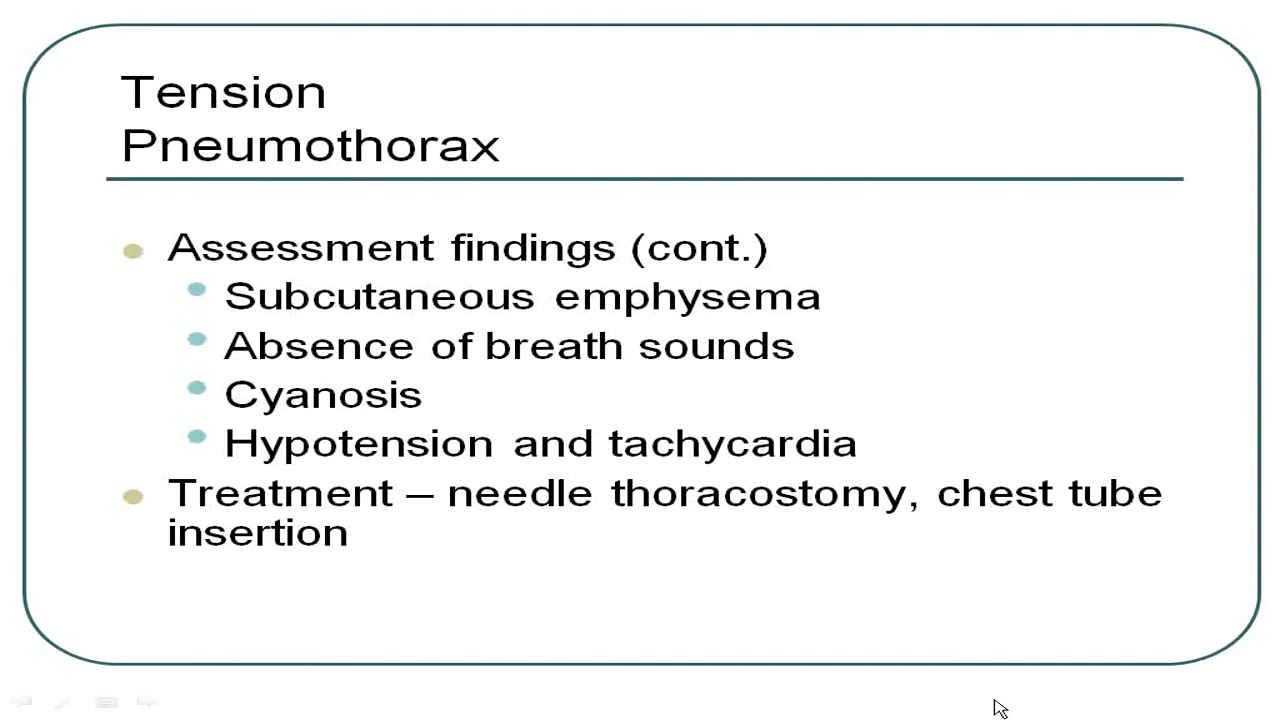 Tension
Pneumothorax
Assessment findings (cont.)
Subcutaneous emphysema
Absence of breath sounds
Cyanosis
Hypotension and tachycardia
Treatment – needle thoracostomy, chest tube
insertion